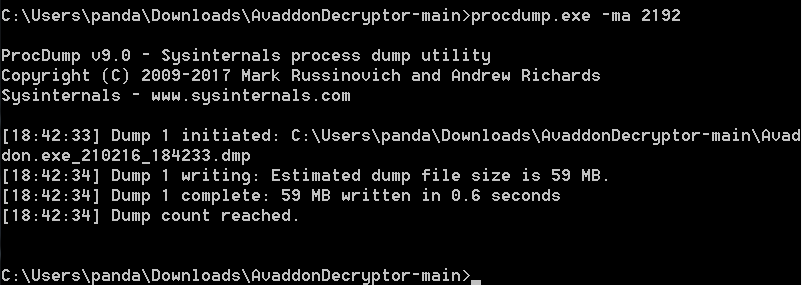 C:\Users\panda\Downloads\AvaddonDecryptor-main>procdump.exe -ma 2192
ProcDump v9.0 - Sysinternals process dump utility
Copyright (C) 2009-2017 Mark Russinovich and Andrew Richards
Sysinternals - www.sysinternals.com
[18:42:33] Dump 1 initiated: C:\Users\panda\Downloads\AvaddonDecryptor-main\Avad
don.exe_210216_184233.dmp
[18:42:34] Dump 1 writing: Estimated dump file size is 59 MB.
[18:42:34] Dump 1 complete: 59 MB written in 0.6 seconds
[18:42:34] Dump count reached.
C:\Users\panda\Downloads\AvaddonDecryptor-main>_